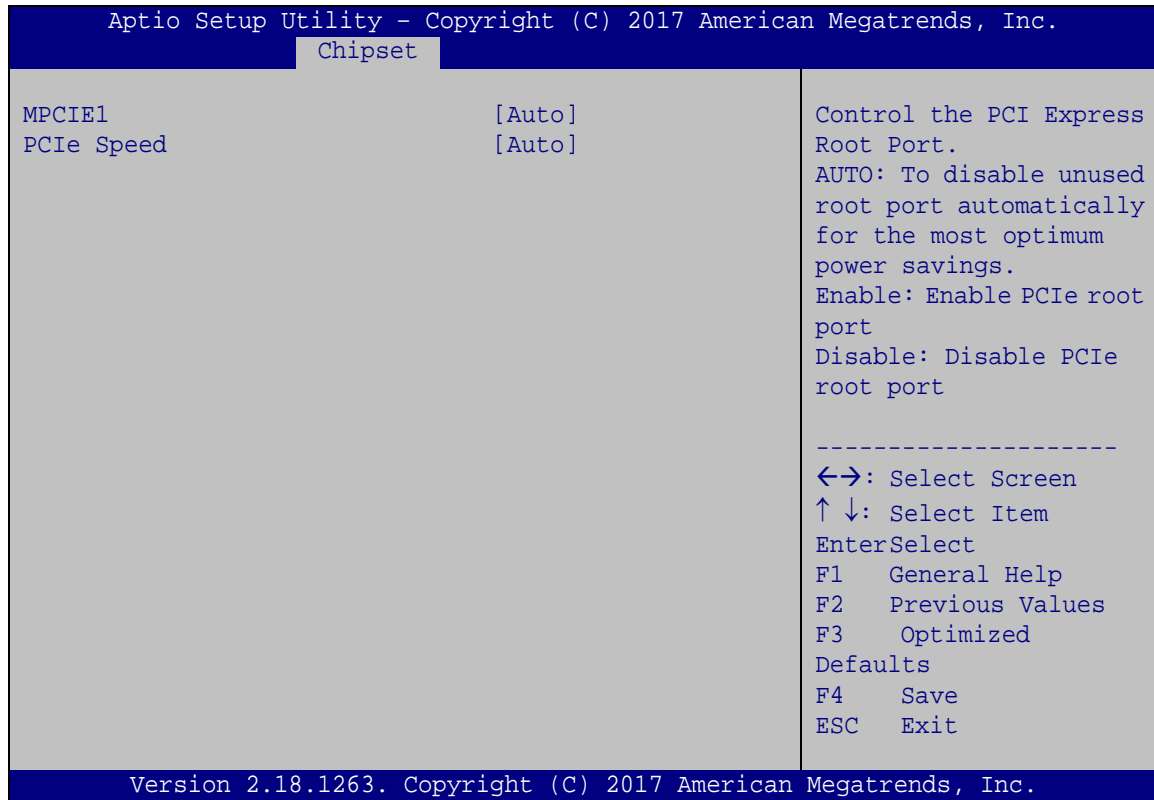 Aptio Setup Utility – Copyright (C) 2017 American Megatrends, Inc.
Chipset
MPCIE1 [Auto]
PCIe Speed [Auto]
Control the PCI Express
Root Port.
AUTO: To disable unused
root port automatically
for the most optimum
power savings.
Enable: Enable PCIe root
port
Disable: Disable PCIe
root port
---------------------
←→: Select Screen
↑ ↓: Select Item
EnterSelect
F1 General Help
F2 Previous Values
F3 Optimized
Defaults
F4 Save
ESC Exit
Version 2.18.1263. Copyright (C) 2017 American Megatrends, Inc.